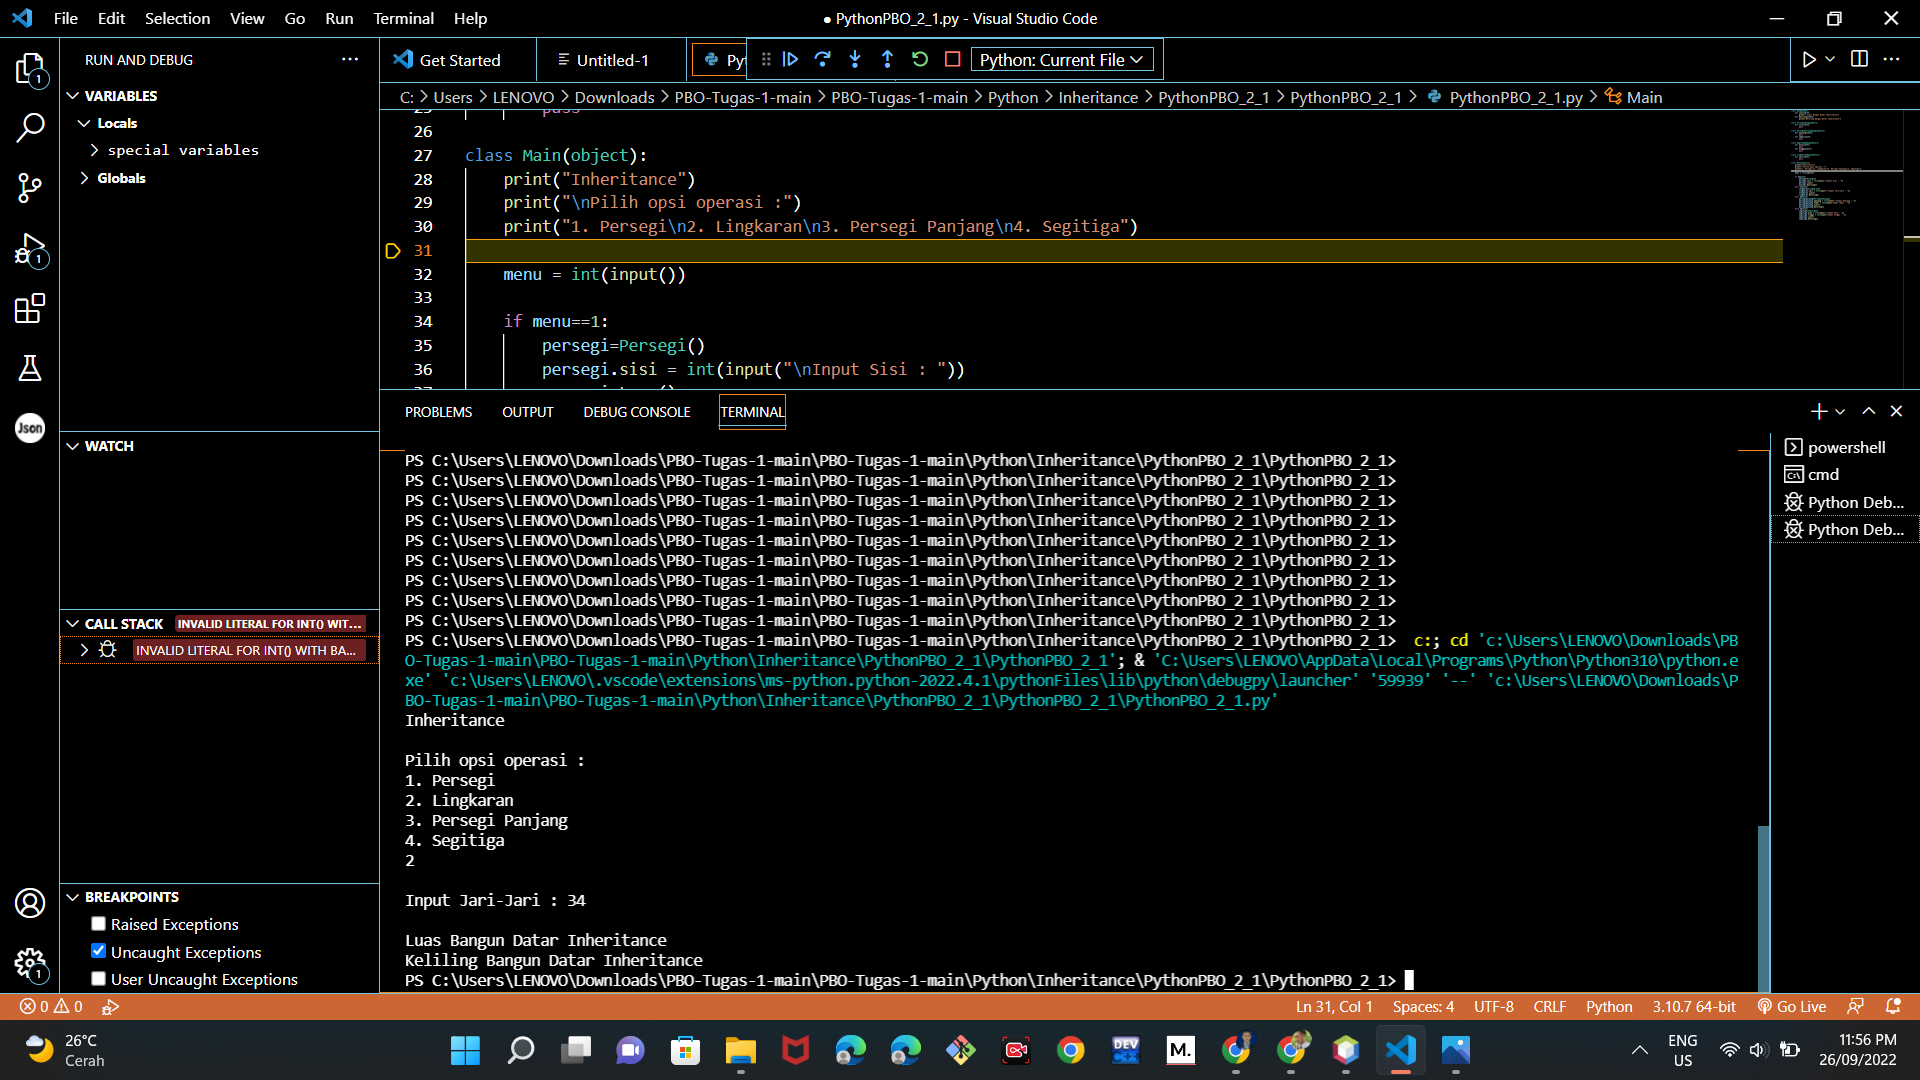 File Edit Selection View Go Run Terminal Help
● PythonPBO_2_1.py - Visual Studio Code
RUN AND DEBUG ···
Get Started
Untitled-1
Py
Python: Current File
C: > Users > LENOVO > Downloads > PBO-Tugas-1-main > PBO-Tugas-1-main > Python > Inheritance > PythonPBO_2_1 > PythonPBO_2_1 > PythonPBO_2_1.py > Main
VARIABLES
Locals
special variables
Globals
WATCH
CALL STACK INVALID LITERAL FOR INT() WIT...
INVALID LITERAL FOR INT() WITH BA...
BREAKPOINTS
Raised Exceptions
Uncaught Exceptions
User Uncaught Exceptions
1
1
1
Json
25 pass
26
27 class Main(object):
28 print("Inheritance")
29 print("\nPilih opsi operasi :")
30 print("1. Persegi\n2. Lingkaran\n3. Persegi Panjang\n4. Segitiga")
31
32 menu = int(input())
33
34 if menu==1:
35 persegi=Persegi()
36 persegi.sisi = int(input("\nInput Sisi : "))
PROBLEMS OUTPUT DEBUG CONSOLE TERMINAL
PS C:\Users\LENOVO\Downloads\PBO-Tugas-1-main\PBO-Tugas-1-main\Python\Inheritance\PythonPBO_2_1\PythonPBO_2_1>
PS C:\Users\LENOVO\Downloads\PBO-Tugas-1-main\PBO-Tugas-1-main\Python\Inheritance\PythonPBO_2_1\PythonPBO_2_1>
PS C:\Users\LENOVO\Downloads\PBO-Tugas-1-main\PBO-Tugas-1-main\Python\Inheritance\PythonPBO_2_1\PythonPBO_2_1>
PS C:\Users\LENOVO\Downloads\PBO-Tugas-1-main\PBO-Tugas-1-main\Python\Inheritance\PythonPBO_2_1\PythonPBO_2_1>
PS C:\Users\LENOVO\Downloads\PBO-Tugas-1-main\PBO-Tugas-1-main\Python\Inheritance\PythonPBO_2_1\PythonPBO_2_1>
PS C:\Users\LENOVO\Downloads\PBO-Tugas-1-main\PBO-Tugas-1-main\Python\Inheritance\PythonPBO_2_1\PythonPBO_2_1>
PS C:\Users\LENOVO\Downloads\PBO-Tugas-1-main\PBO-Tugas-1-main\Python\Inheritance\PythonPBO_2_1\PythonPBO_2_1>
PS C:\Users\LENOVO\Downloads\PBO-Tugas-1-main\PBO-Tugas-1-main\Python\Inheritance\PythonPBO_2_1\PythonPBO_2_1>
PS C:\Users\LENOVO\Downloads\PBO-Tugas-1-main\PBO-Tugas-1-main\Python\Inheritance\PythonPBO_2_1\PythonPBO_2_1>
PS C:\Users\LENOVO\Downloads\PBO-Tugas-1-main\PBO-Tugas-1-main\Python\Inheritance\PythonPBO_2_1\PythonPBO_2_1> c:; cd 'c:\Users\LENOVO\Downloads\PB
O-Tugas-1-main\PBO-Tugas-1-main\Python\Inheritance\PythonPBO_2_1\PythonPBO_2_1'; & 'C:\Users\LENOVO\AppData\Local\Programs\Python\Python310\python.e
xe' 'c:\Users\LENOVO\.vscode\extensions\ms-python.python-2022.4.1\pythonFiles\lib\python\debugpy\launcher' '59939' '--' 'c:\Users\LENOVO\Downloads\P
BO-Tugas-1-main\PBO-Tugas-1-main\Python\Inheritance\PythonPBO_2_1\PythonPBO_2_1\PythonPBO_2_1.py'
Inheritance
Pilih opsi operasi :
1. Persegi
2. Lingkaran
3. Persegi Panjang
4. Segitiga
2
Input Jari-Jari : 34
Luas Bangun Datar Inheritance
Keliling Bangun Datar Inheritance
PS C:\Users\LENOVO\Downloads\PBO-Tugas-1-main\PBO-Tugas-1-main\Python\Inheritance\PythonPBO_2_1\PythonPBO_2_1>
powershell
cmd
Python Deb...
Python Deb...
0 0
Ln 31, Col 1 Spaces: 4 UTF-8 CRLF Python 3.10.7 64-bit Go Live
26°C
Cerah
DEV
C++
M.
ENG
US
11:56 PM
26/09/2022